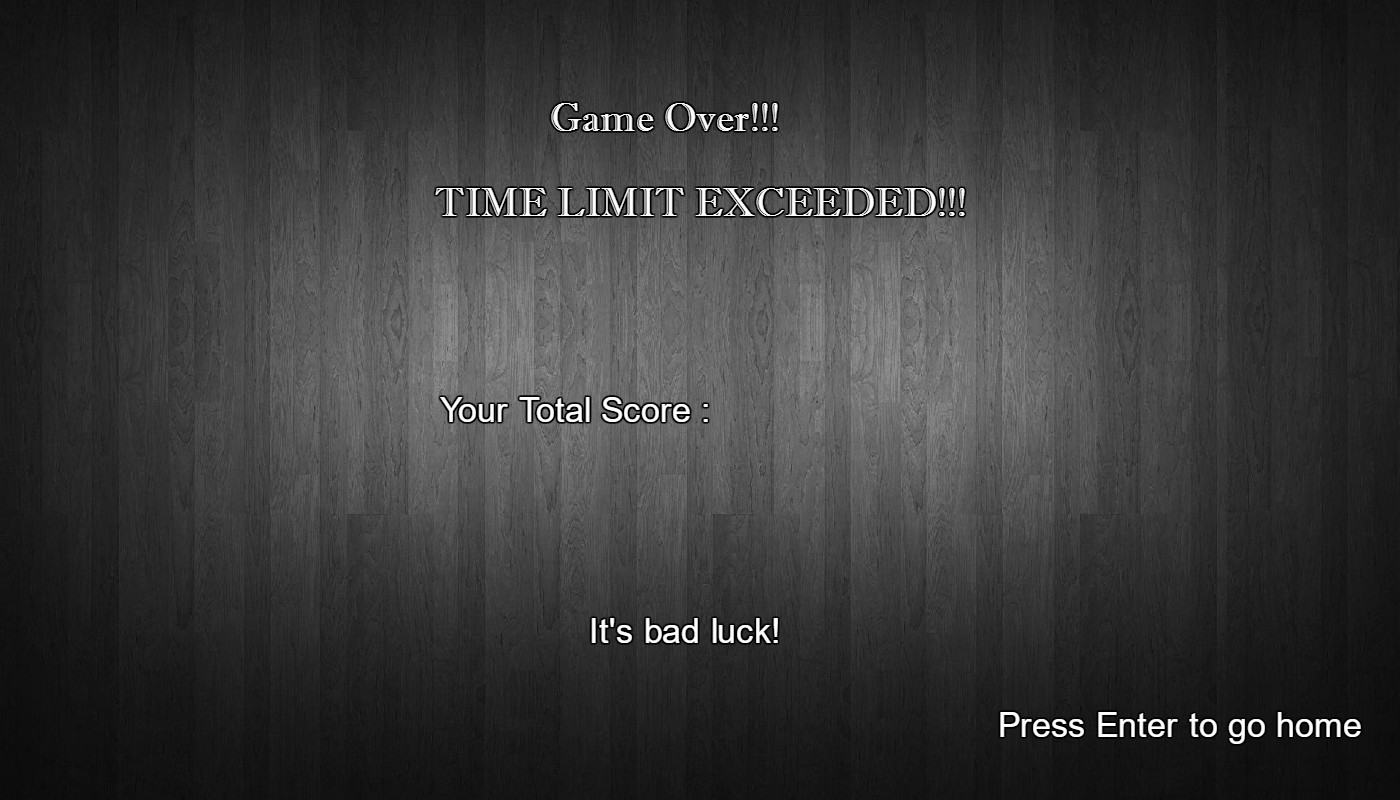 Game Over!!!
TIME LIMIT EXCEEDED!!!
Your Total Score :
It's bad luck!
Press Enter to go home